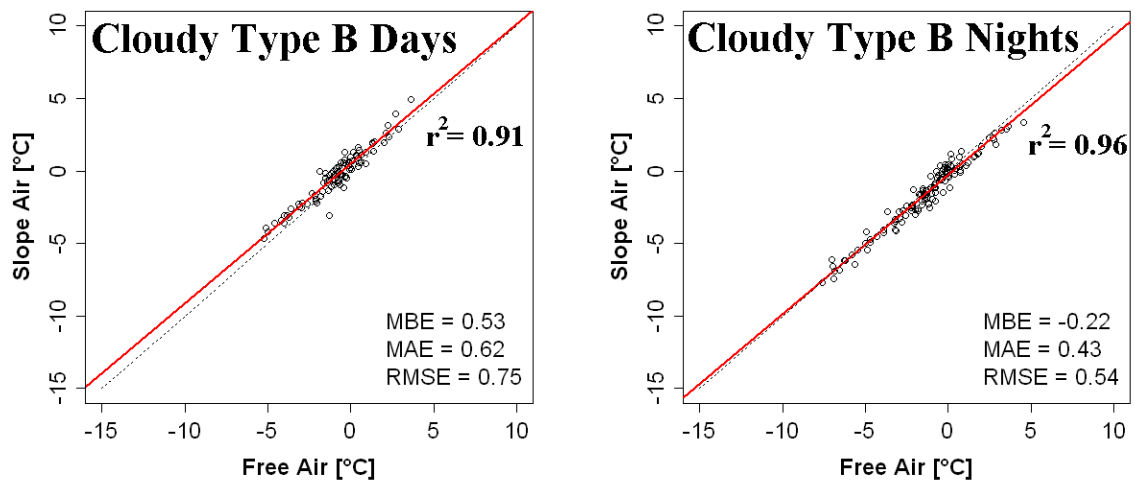 Cloudy Type B Days
r²= 0.91
MBE = 0.53
MAE = 0.62
RMSE = 0.75
Slope Air [°C]
10
5
0
-5
-10
-15
-15 -10 -5 0 5 10
Free Air [°C]
Cloudy Type B Nights
r²= 0.96
MBE = -0.22
MAE = 0.43
RMSE = 0.54
Slope Air [°C]
10
5
0
-5
-10
-15
-15 -10 -5 0 5 10
Free Air [°C]